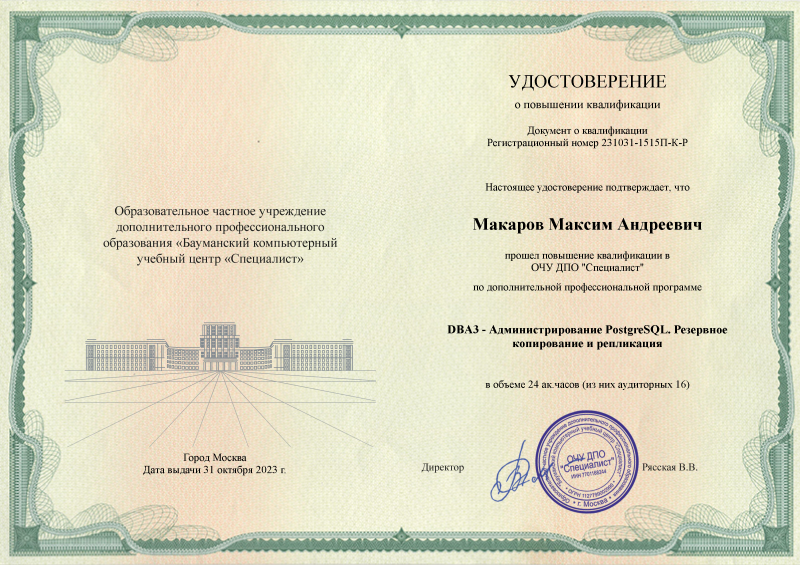 Образовательное частное учреждение
дополнительного профессионального
образования «Бауманский компьютерный
учебный центр «Специалист»
Город Москва
Дата выдачи 31 октября 2023 г.
УДОСТОВЕРЕНИЕ
о повышении квалификации
Документ о квалификации
Регистрационный номер 231031-1515П-К-Р
Настоящее удостоверение подтверждает, что
Макаров Максим Андреевич
прошел повышение квалификации в
ОЧУ ДПО "Специалист"
по дополнительной профессиональной программе
DBA3 - Администрирование PostgreSQL. Резервное
копирование и репликация
в объеме 24 ак.часов (из них аудиторных 16)
Директор
Рясская В.В.
ОЧУ ДПО
"Специалист"
г. Москва